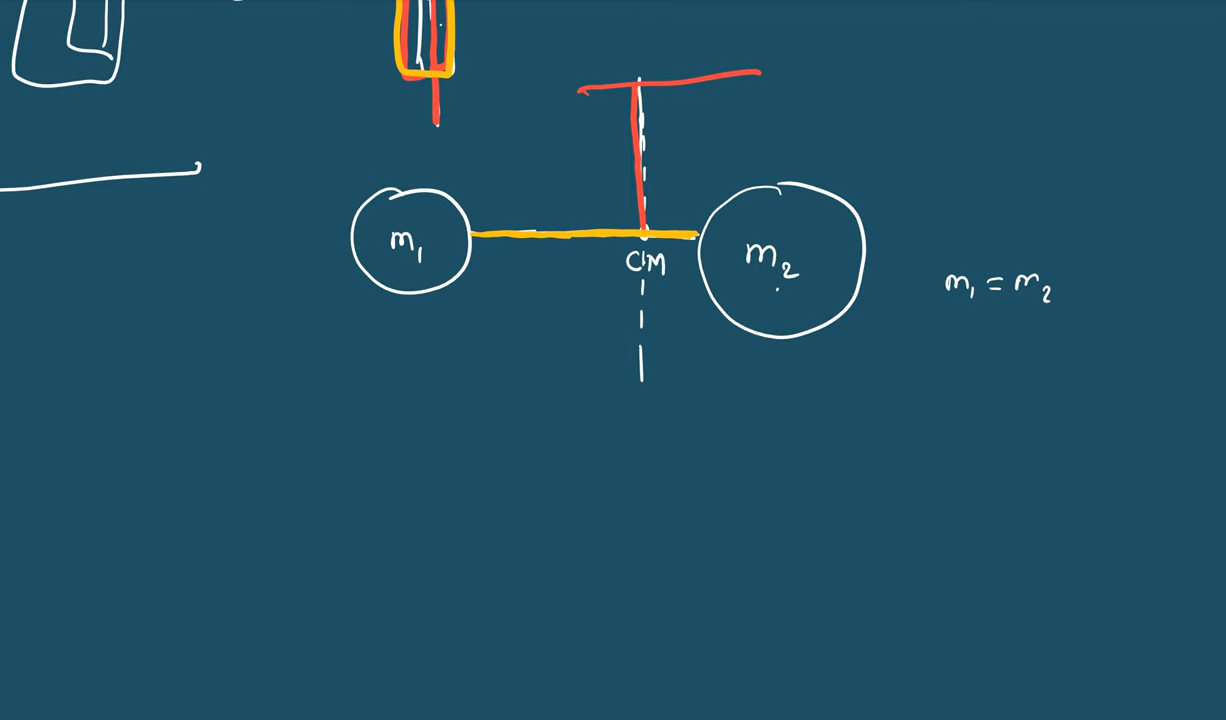 m₁
m₂
CM
m₁ = m₂